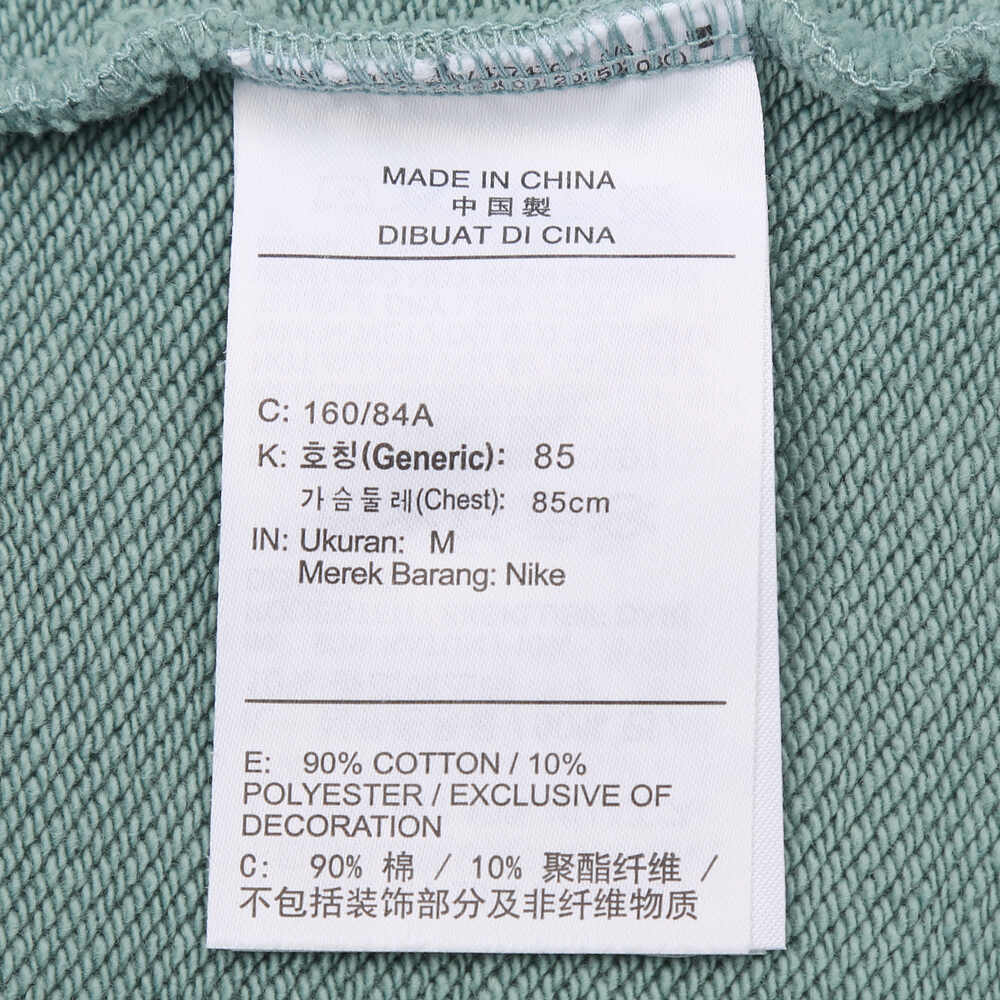 MADE IN CHINA
中国製
DIBUAT DI CINA
C: 160/84A
K: 호칭(Generic): 85
가슴둘레(Chest): 85cm
IN: Ukuran: M
Merek Barang: Nike
E: 90% COTTON / 10%
POLYESTER / EXCLUSIVE OF
DECORATION
C: 90% 棉 / 10% 聚酯纤维 /
不包括装饰部分及非纤维物质